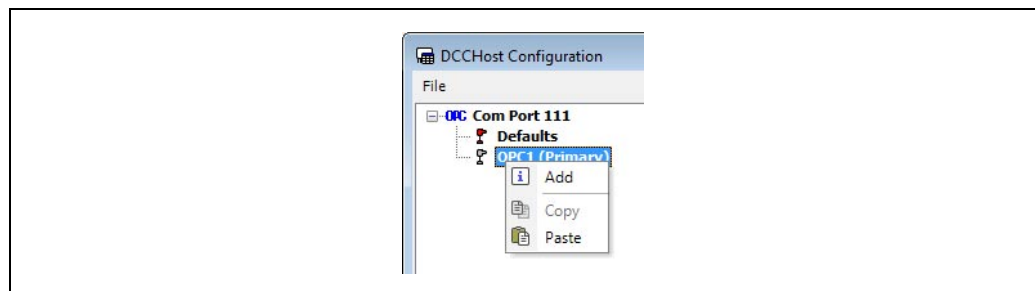 DCCHost Configuration
File
OPC Com Port 111
Defaults
OPC1 (Primary)
Add
Copy
Paste